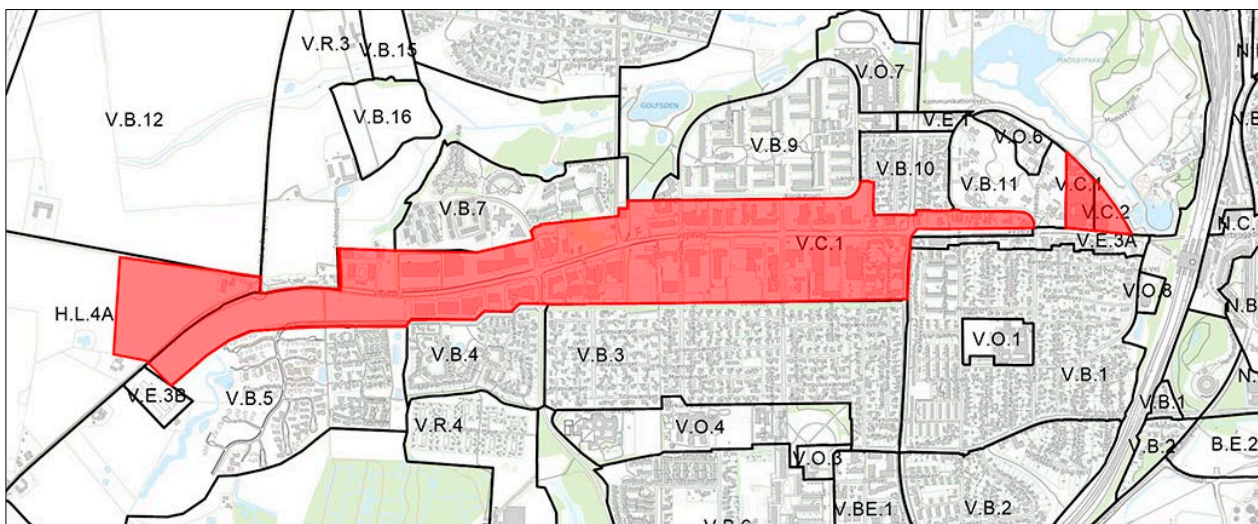 V.R.3
V.B.15
V.O.7
V.B.12
V.B.16
GOLFSØEN
V.E.1
V.O.6
V.B.9
V.B.10
V.B.11
V.C.1
V.C.2
V.B.7
V.C.1
V.E.3A
N.C.
H.L.4A
V.O.8
N.B
V.O.1
V.B.4
V.B.3
V.B.1
V.E.3B
V.B.5
V.B.1
V.R.4
V.O.4
V.B.2
B.E.2
V.O.3
V.BE.1
V.B.2